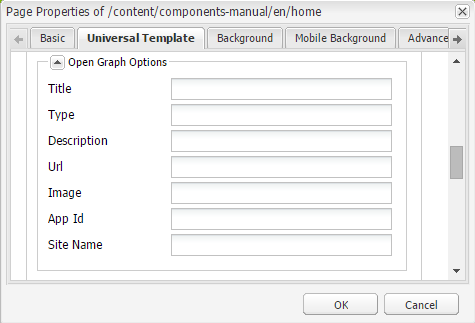 Page Properties of /content/components-manual/en/home
Basic Universal Template Background Mobile Background Advance
Open Graph Options
Title
Type
Description
Url
Image
App Id
Site Name
OK Cancel